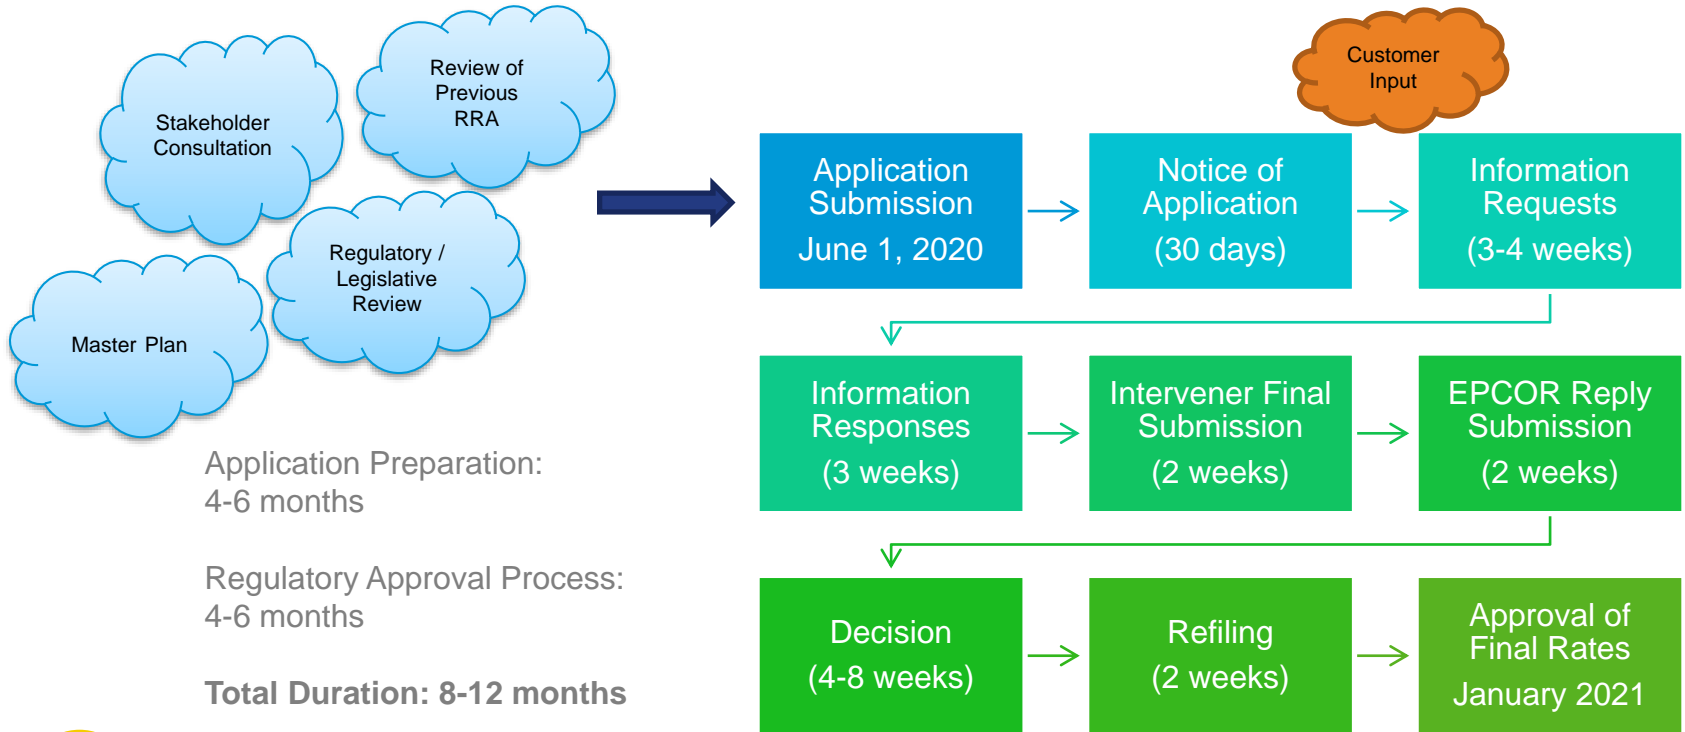 Stakeholder
Consultation
Review of
Previous
RRA
Regulatory /
Legislative
Review
Master Plan
Application Preparation:
4-6 months
Regulatory Approval Process:
4-6 months
Total Duration: 8-12 months
Customer
Input
Application
Submission
June 1, 2020
Notice of
Application
(30 days)
Information
Requests
(3-4 weeks)
Information
Responses
(3 weeks)
Intervener Final
Submission
(2 weeks)
EPCOR Reply
Submission
(2 weeks)
Decision
(4-8 weeks)
Refiling
(2 weeks)
Approval of
Final Rates
January 2021